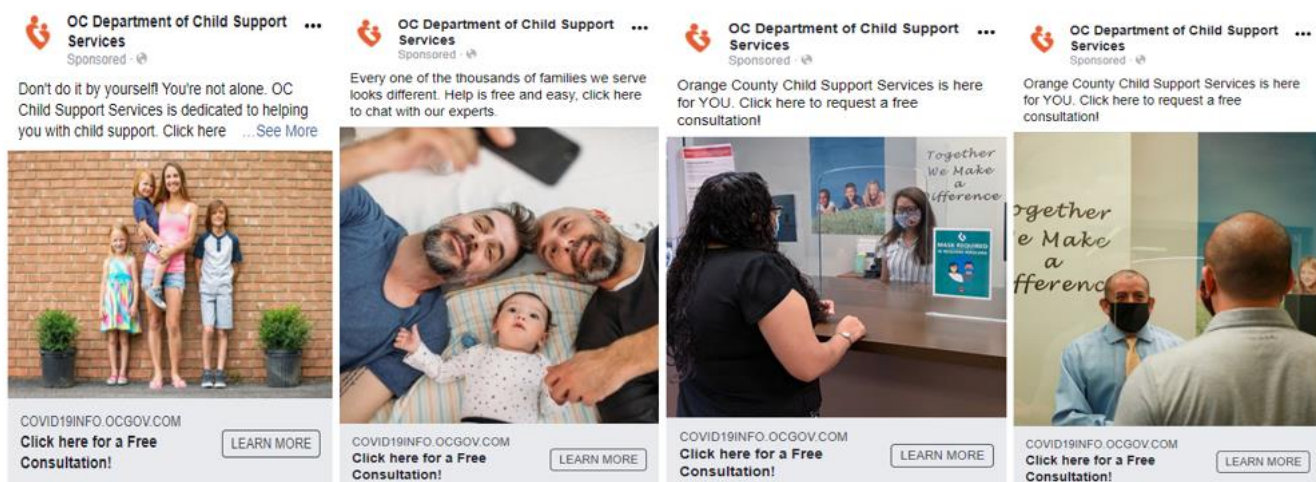 OC Department of Child Support
Services
Sponsored ·
Don't do it by yourself! You're not alone. OC
Child Support Services is dedicated to helping
you with child support. Click here ...See More
COVID19INFO.OCGOV.COM
Click here for a Free
Consultation!
LEARN MORE
OC Department of Child Support
Services
Sponsored ·
Every one of the thousands of families we serve
looks different. Help is free and easy, click here
to chat with our experts.
COVID19INFO.OCGOV.COM
Click here for a Free
Consultation!
LEARN MORE
OC Department of Child Support
Services
Sponsored ·
Orange County Child Support Services is here
for YOU. Click here to request a free
consultation!
Together
We Make
a
Difference
MASK REQUIRED
COVID19INFO.OCGOV.COM
Click here for a Free
Consultation!
LEARN MORE
OC Department of Child Support
Services
Sponsored ·
Orange County Child Support Services is here
for YOU. Click here to request a free
consultation!
ogether
e Make
a
fferenc
COVID19INFO.OCGOV.COM
Click here for a Free
Consultation!
LEARN MORE